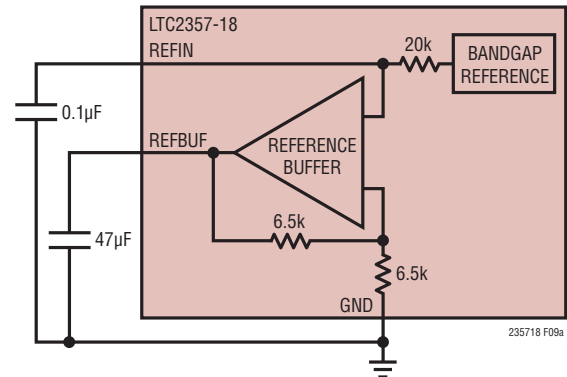 LTC2357-18
REFIN
20k
BANDGAP
REFERENCE
0.1µF
REFBUF
REFERENCE
BUFFER
6.5k
47µF
6.5k
GND
235718 F09a